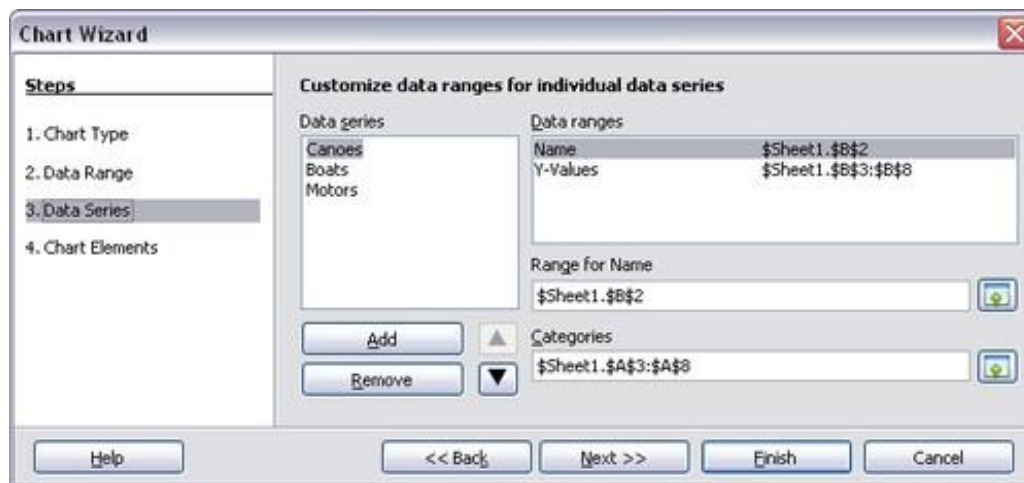 Chart Wizard
Steps
1. Chart Type
2. Data Range
3. Data Series
4. Chart Elements
Customize data ranges for individual data series
Data series
Canoes
Boats
Motors
Add
Remove
Data ranges
Name $Sheet1.$B$2
Y-Values $Sheet1.$B$3:$B$8
Range for Name
$Sheet1.$B$2
Categories
$Sheet1.$A$3:$A$8
Help
<< Back
Next >>
Finish
Cancel